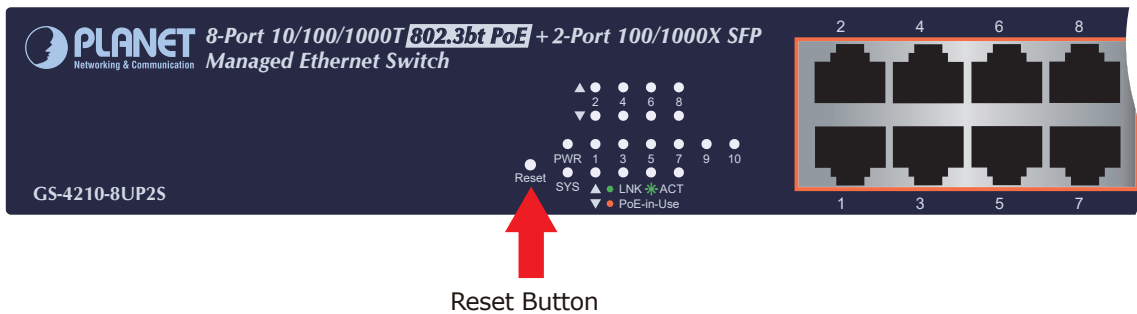 PLANET
Networking & Communication
8-Port 10/100/1000T 802.3bt PoE + 2-Port 100/1000X SFP
Managed Ethernet Switch
2 4 6 8
2 4 6 8
PWR 1 3 5 7 9 10
Reset
SYS
LNK ACT
PoE-in-Use
GS-4210-8UP2S
1 3 5 7
Reset Button